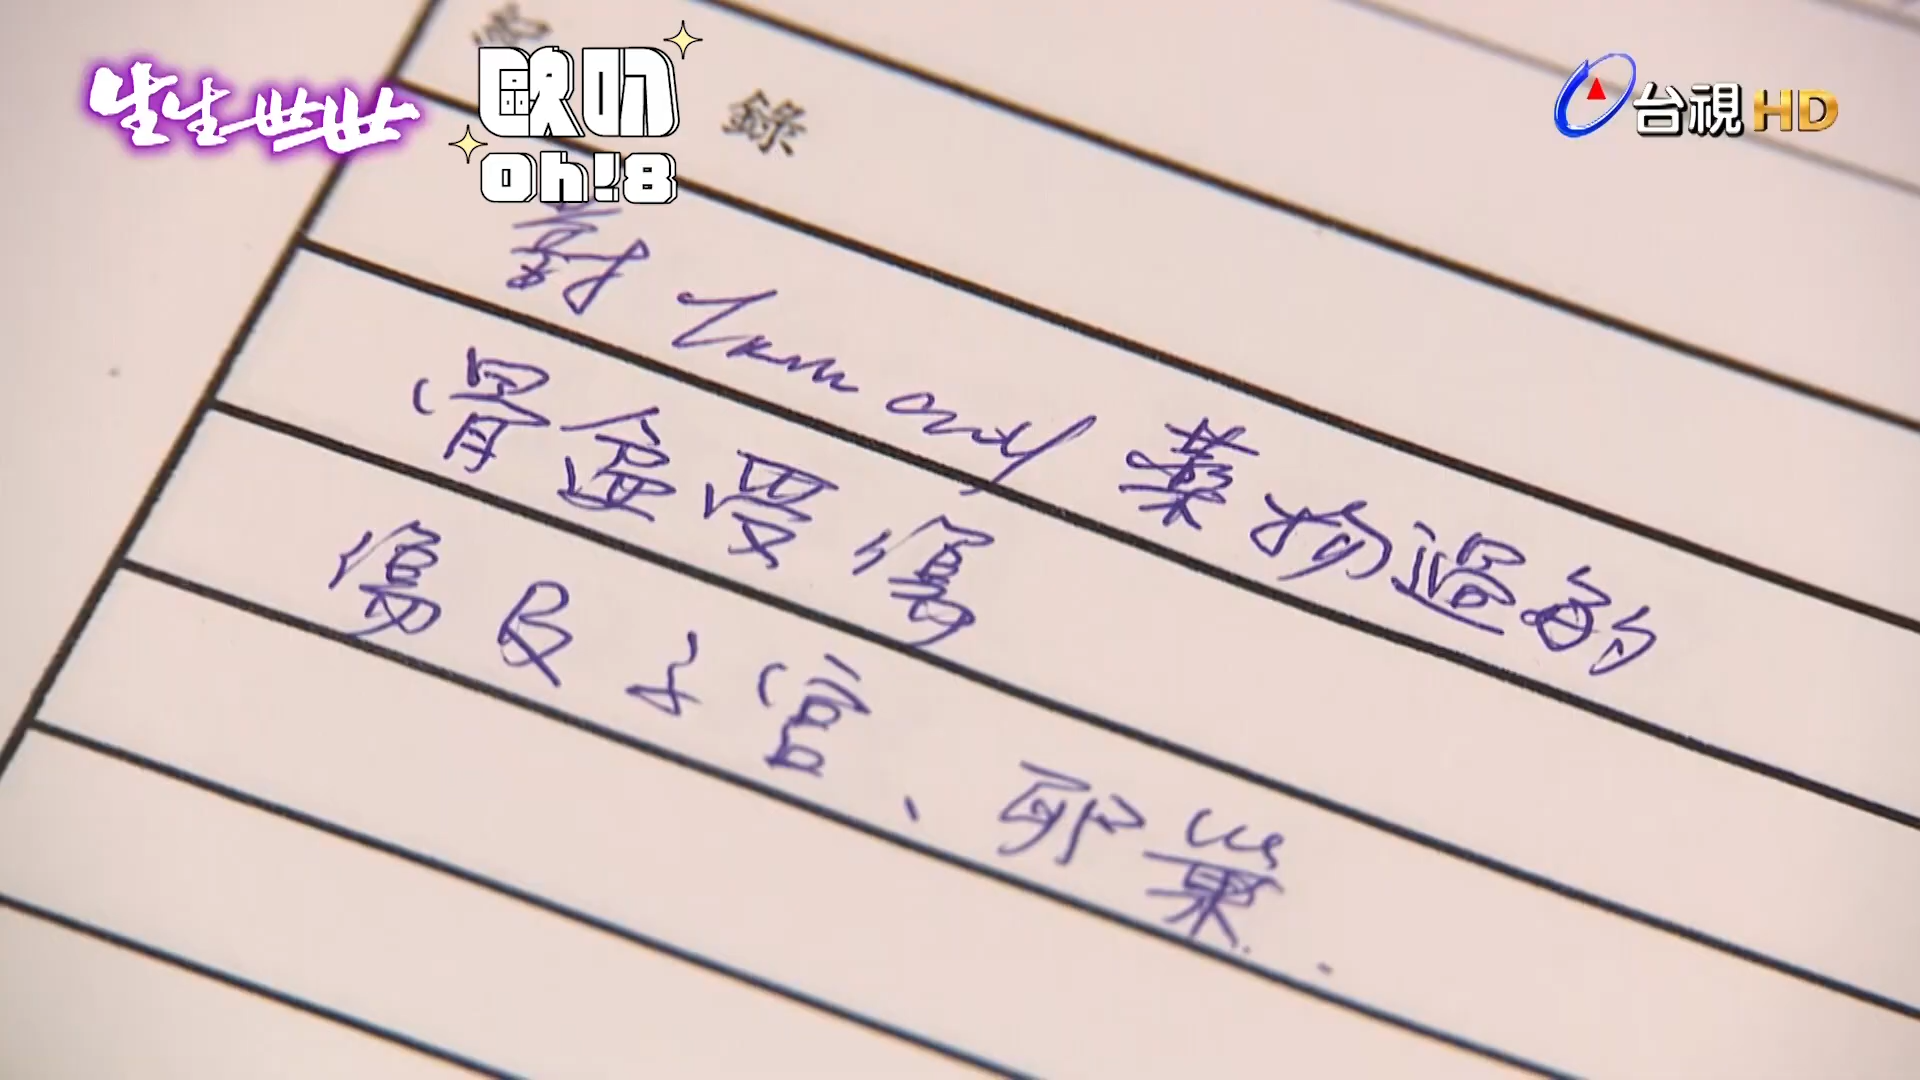 生生世世
歐叭
oh!8
台視HD
錄
對 藥物過敏
骨盆受傷
傷及子宮、卵巢.